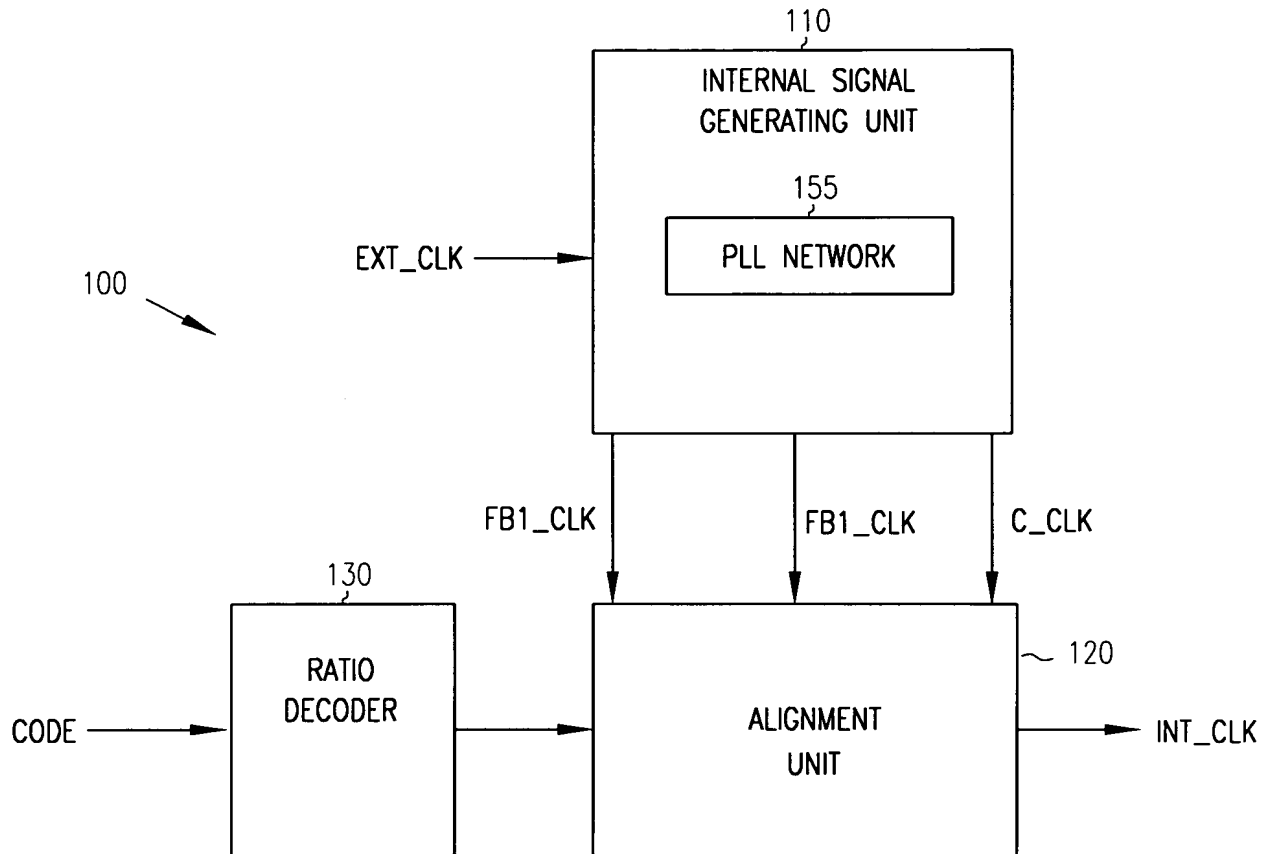 110
INTERNAL SIGNAL
GENERATING UNIT
155
PLL NETWORK
EXT_CLK
100
FB1_CLK
FB1_CLK
C_CLK
130
RATIO
DECODER
120
ALIGNMENT
UNIT
CODE
INT_CLK